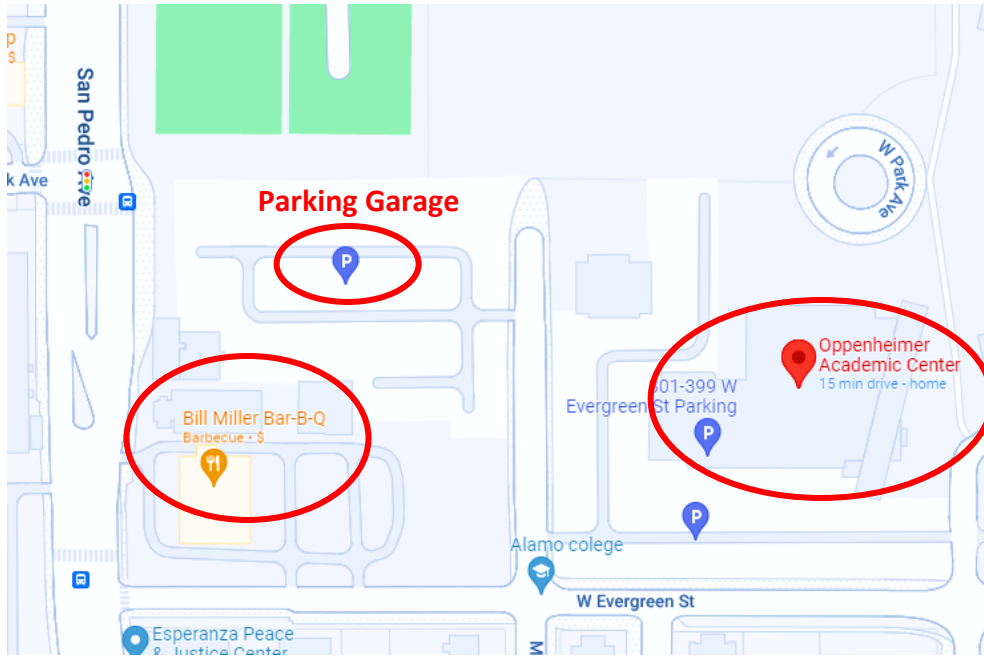 p
$
San Pedro Ave
k Ave
W Park Ave
Parking Garage
P
Oppenheimer
Academic Center
15 min drive - home
01-399 W
Evergreen St Parking
P
Bill Miller Bar-B-Q
Barbecue • $
P
Alamo colege
W Evergreen St
Esperanza Peace
& Justice Center
M